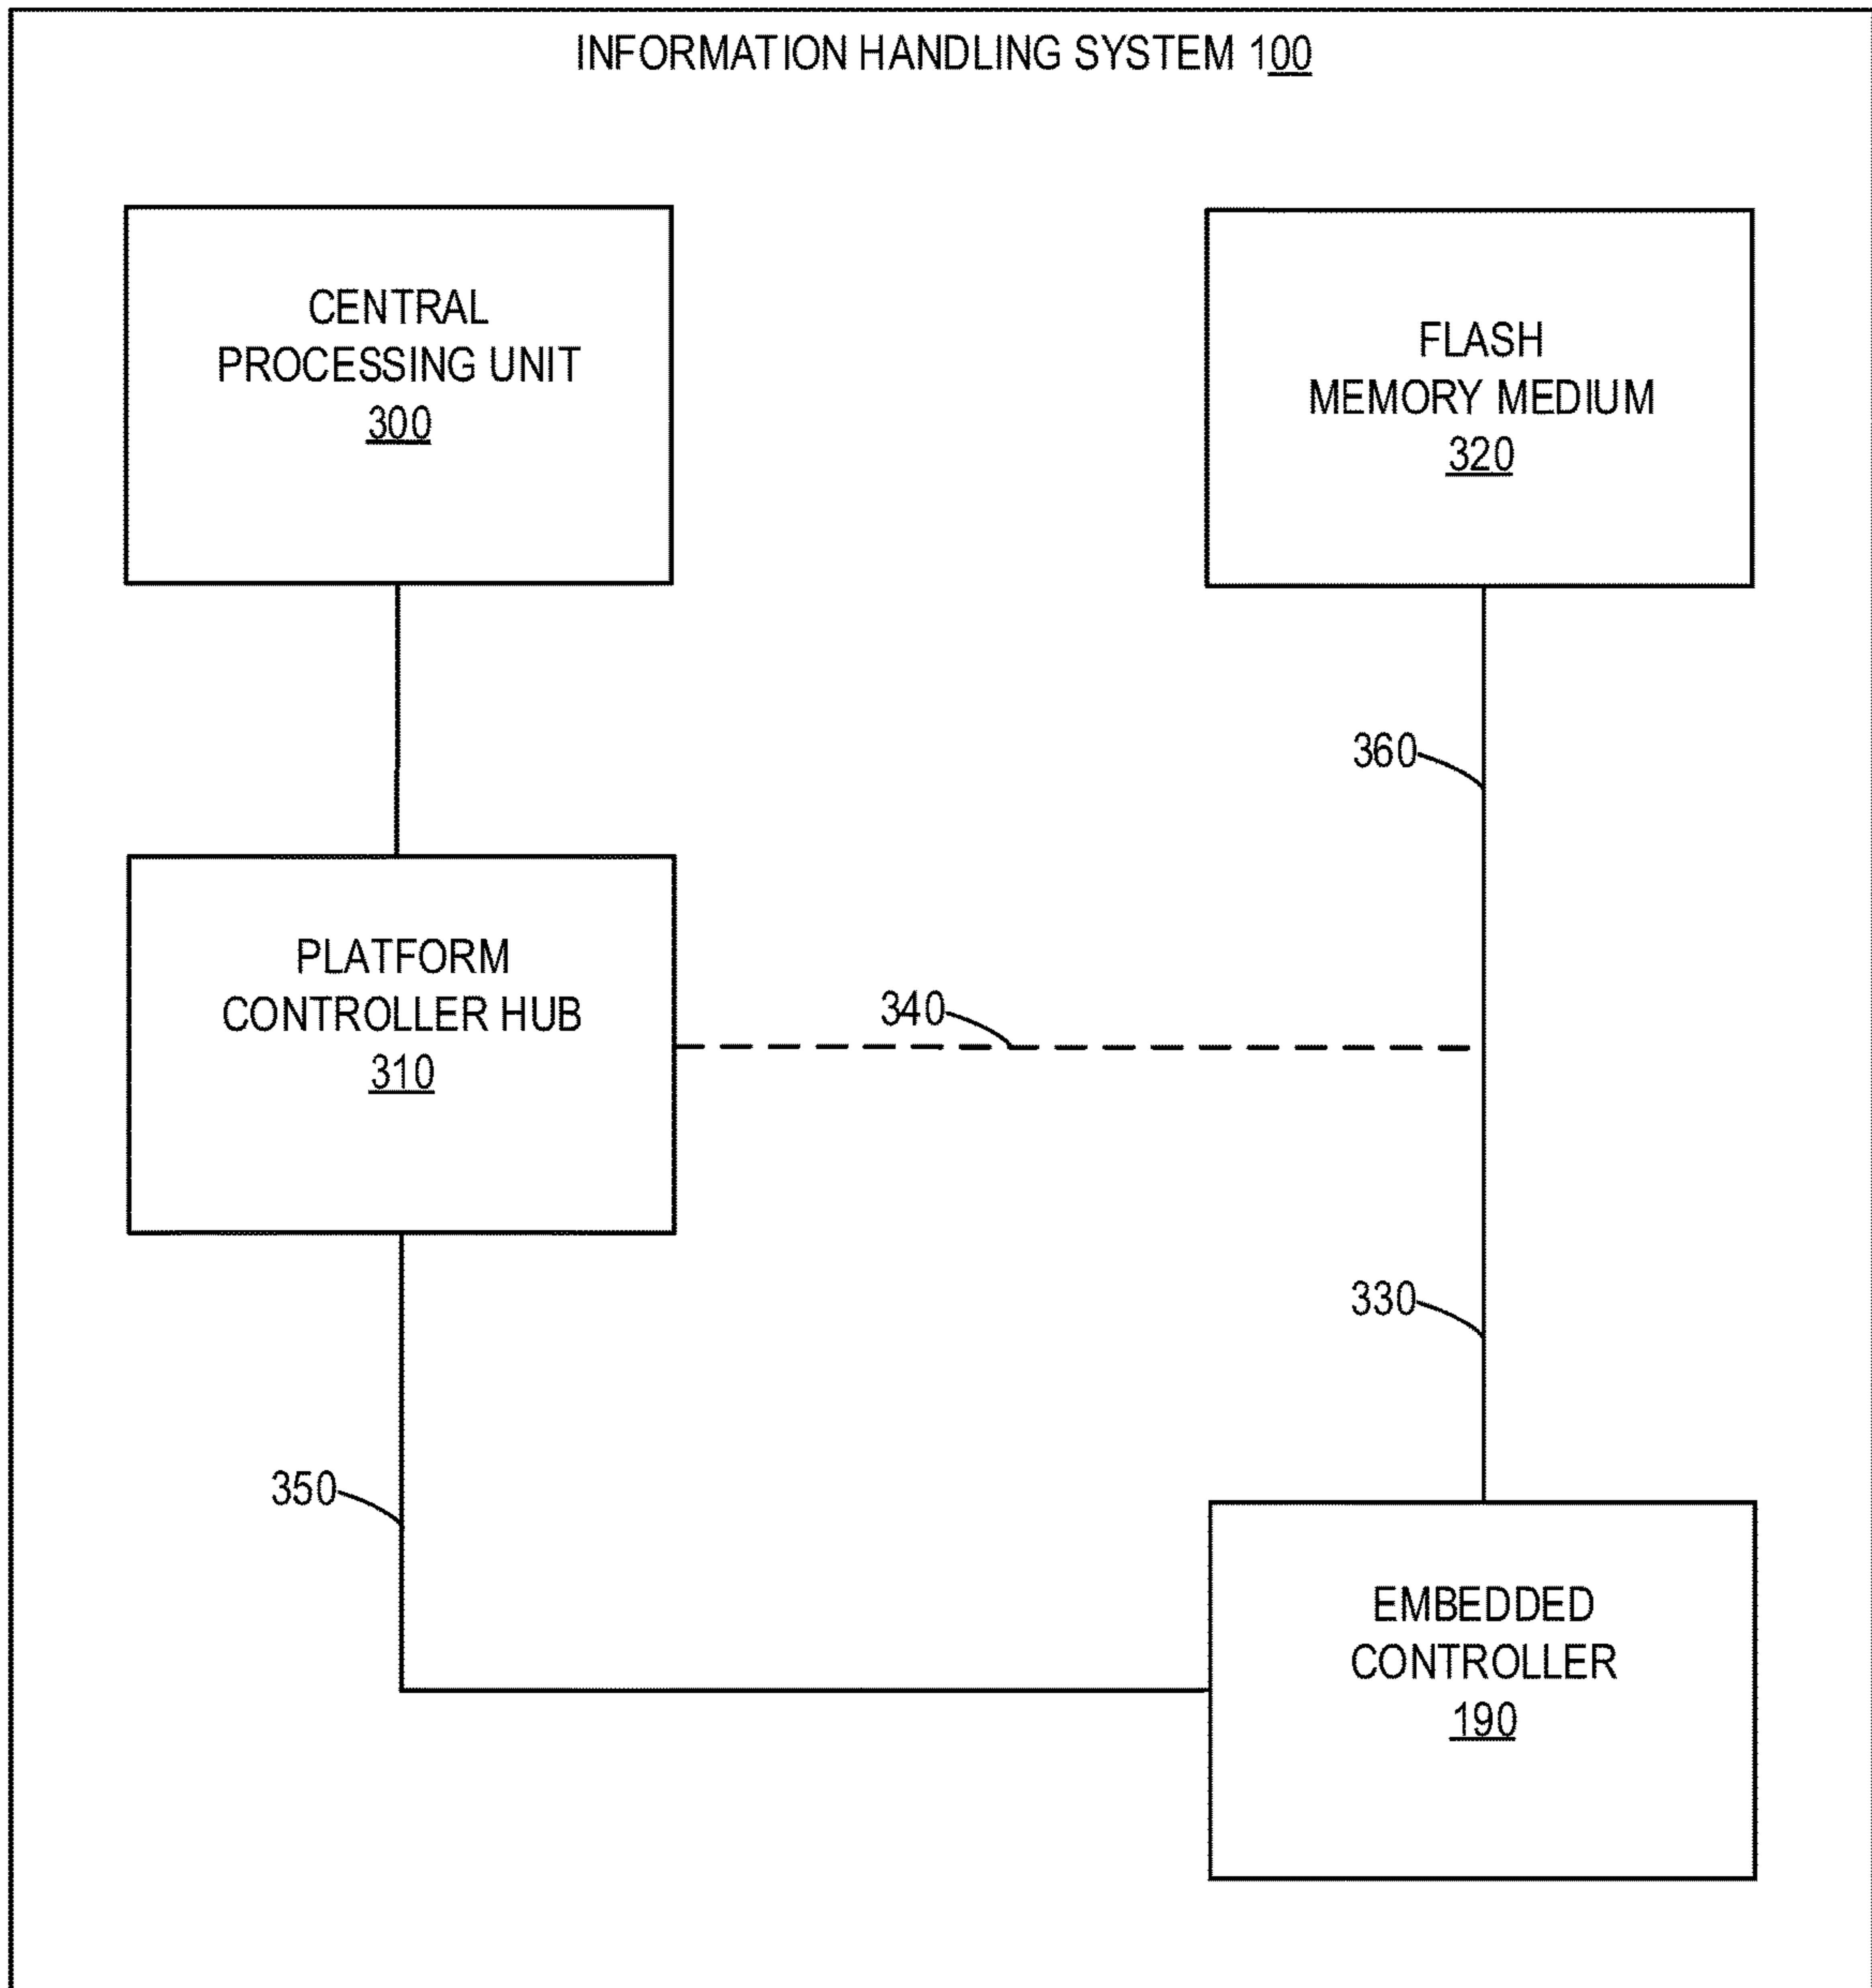 INFORMATION HANDLING SYSTEM 100
CENTRAL
PROCESSING UNIT
300
FLASH
MEMORY MEDIUM
320
360
PLATFORM
CONTROLLER HUB
310
340
330
350
EMBEDDED
CONTROLLER
190